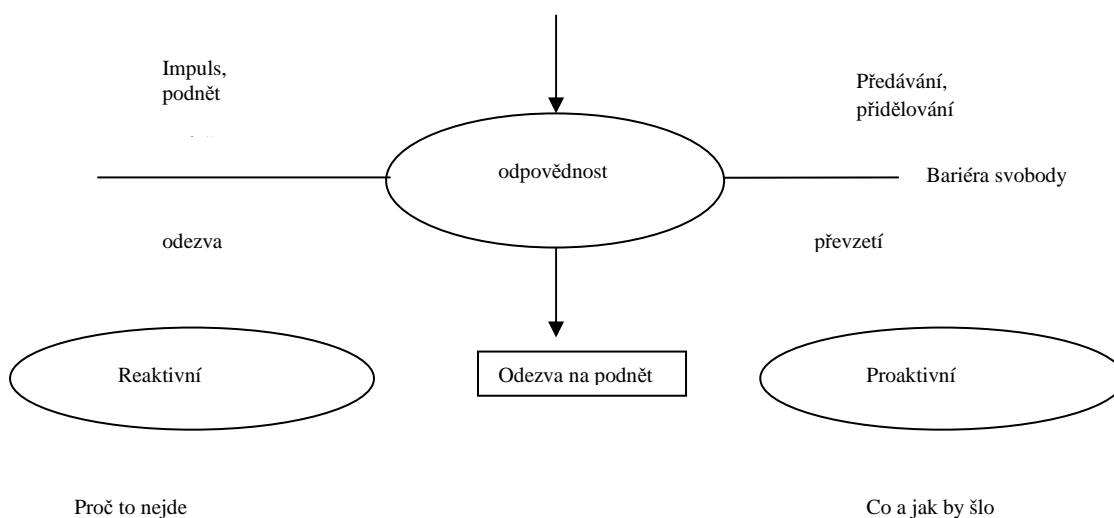 Impuls,
podnět
Předávání,
přidělování
odpovědnost
Bariéra svobody
odezva
převzetí
Reaktivní
Odezva na podnět
Proaktivní
Proč to nejde
Co a jak by šlo